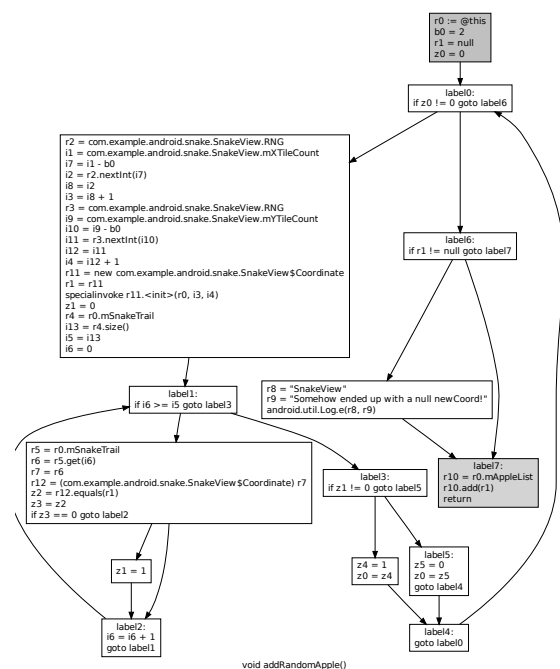 r0 := @this
b0 = 2
r1 = null
z0 = 0
label0:
if z0 != 0 goto label6
r2 = com.example.android.snake.SnakeView.RNG
i1 = com.example.android.snake.SnakeView.mXTileCount
i7 = i1 - b0
i2 = r2.nextInt(i7)
i8 = i2
i3 = i8 + 1
r3 = com.example.android.snake.SnakeView.RNG
i9 = com.example.android.snake.SnakeView.mYTileCount
i10 = i9 - b0
i11 = r3.nextInt(i10)
i12 = i11
i4 = i12 + 1
r11 = new com.example.android.snake.SnakeView$Coordinate
r1 = r11
specialinvoke r11.<init>(r0, i3, i4)
z1 = 0
r4 = r0.mSnakeTrail
i13 = r4.size()
i5 = i13
i6 = 0
label6:
if r1 != null goto label7
label1:
if i6 >= i5 goto label3
r8 = "SnakeView"
r9 = "Somehow ended up with a null newCoord!"
android.util.Log.e(r8, r9)
r5 = r0.mSnakeTrail
r6 = r5.get(i6)
r7 = r6
r12 = (com.example.android.snake.SnakeView$Coordinate) r7
z2 = r12.equals(r1)
z3 = z2
if z3 == 0 goto label2
label3:
if z1 != 0 goto label5
label7:
r10 = r0.mAppleList
r10.add(r1)
return
z1 = 1
z4 = 1
z0 = z4
label5:
z5 = 0
z0 = z5
goto label4
label2:
i6 = i6 + 1
goto label1
label4:
goto label0
void addRandomApple()